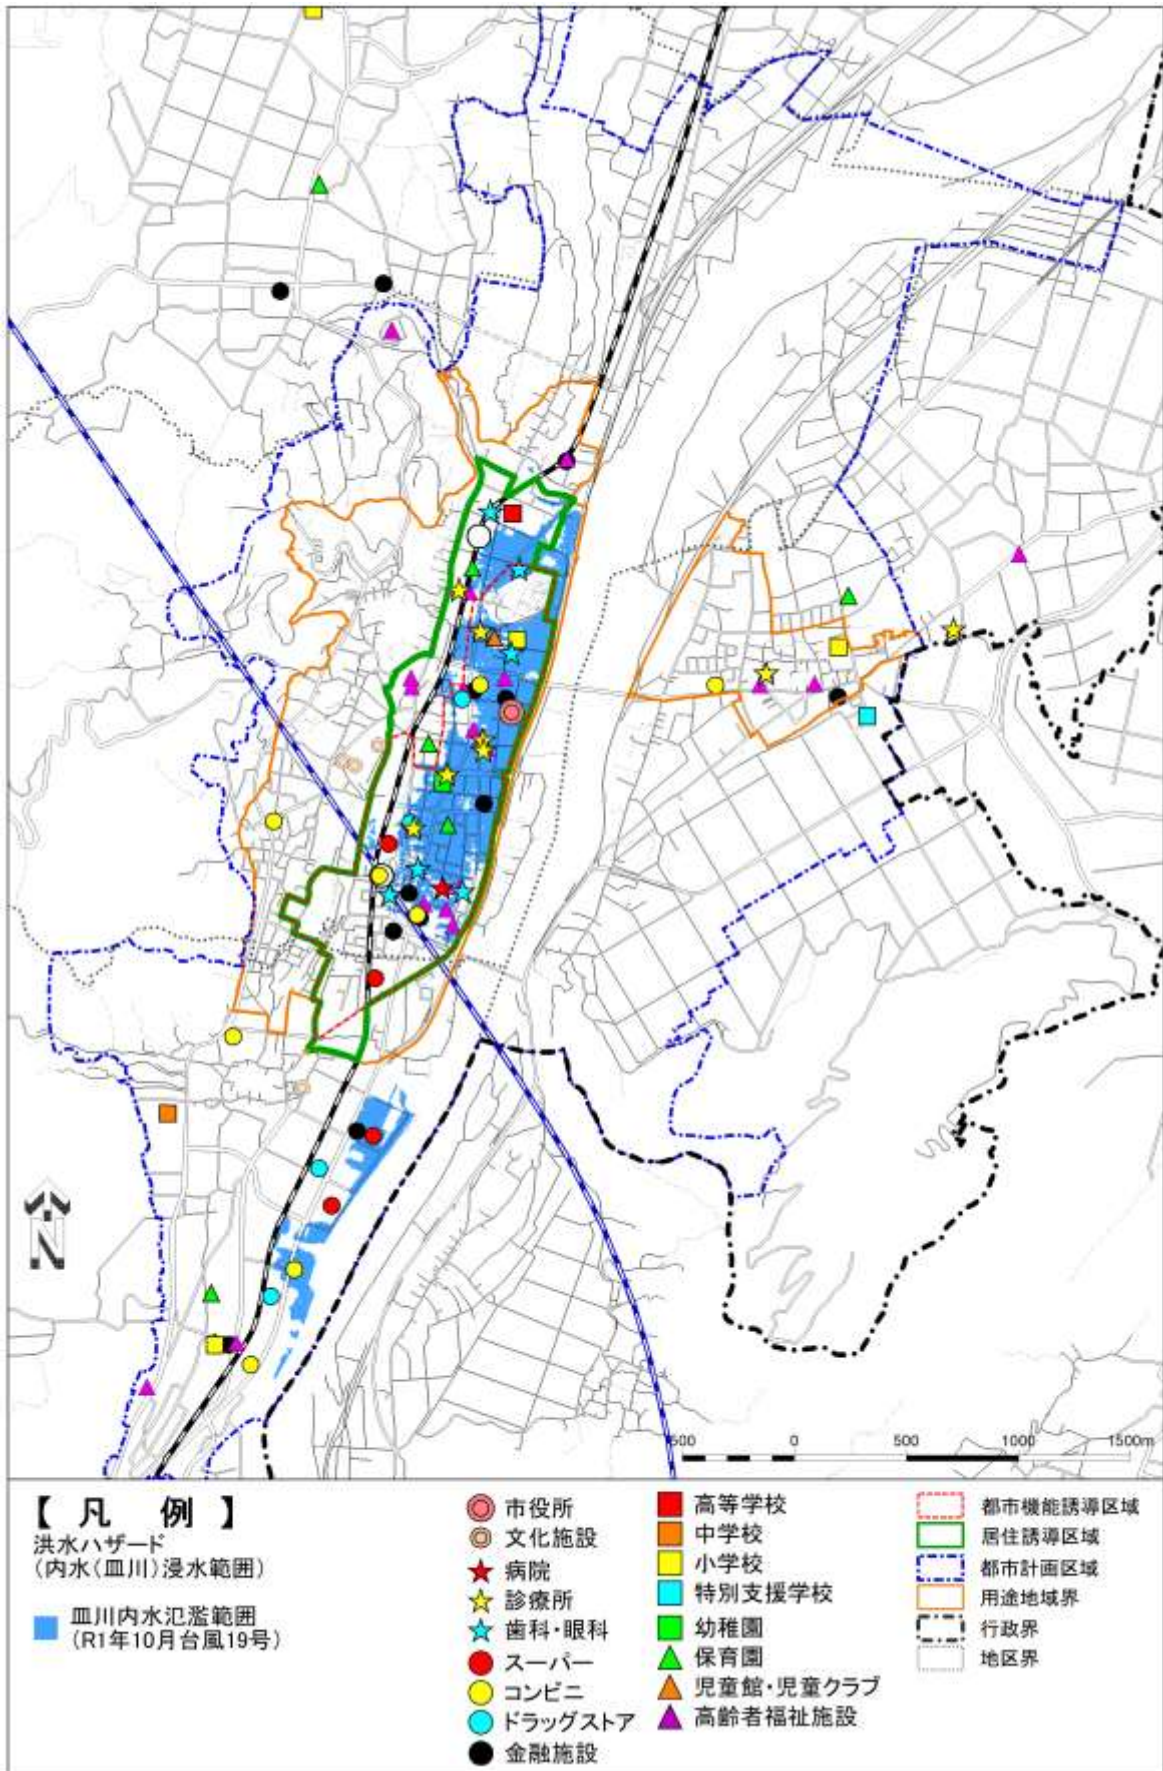 500
0
500
1000
1500m
【 凡 例 】
洪水ハザード
(内水(皿川)浸水範囲)
皿川内水氾濫範囲
(R1年10月台風19号)
市役所
文化施設
病院
診療所
歯科・眼科
スーパー
コンビニ
ドラッグストア
金融施設
高等学校
中学校
小学校
特別支援学校
幼稚園
保育園
児童館・児童クラブ
高齢者福祉施設
都市機能誘導区域
居住誘導区域
都市計画区域
用途地域界
行政界
地区界